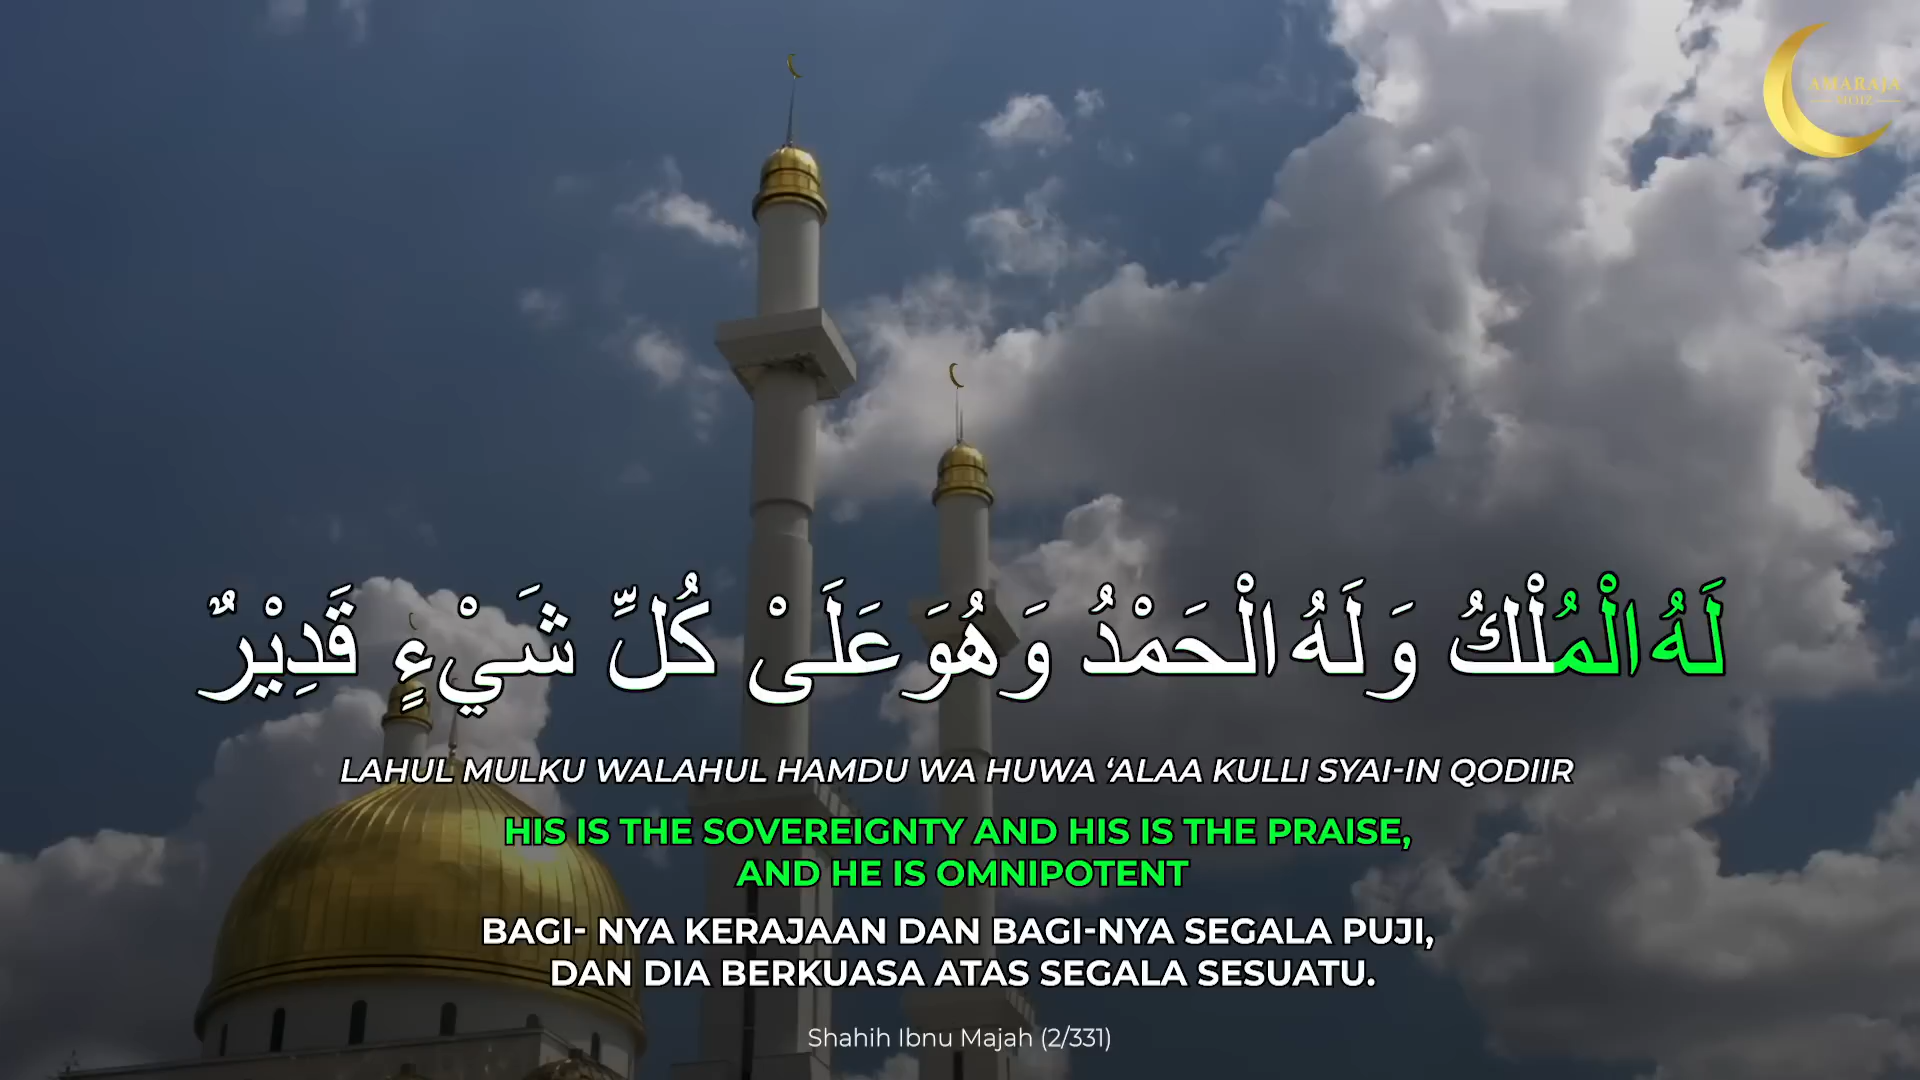 AMARAJA
لَهُ الْمُلْكُ وَ لَهُ الْحَمْدُ وَ هُوَ عَلَىْ كُلِّ شَيْءٍ قَدِيْرٌ
LAHUL MULKU WALAHUL HAMDU WA HUWA ‘ALAA KULLI SYAI-IN QODIIR
HIS IS THE SOVEREIGNTY AND HIS IS THE PRAISE,
AND HE IS OMNIPOTENT
BAGI- NYA KERAJAAN DAN BAGI-NYA SEGALA PUJI,
DAN DIA BERKUASA ATAS SEGALA SESUATU.
Shahih Ibnu Majah (2/331)